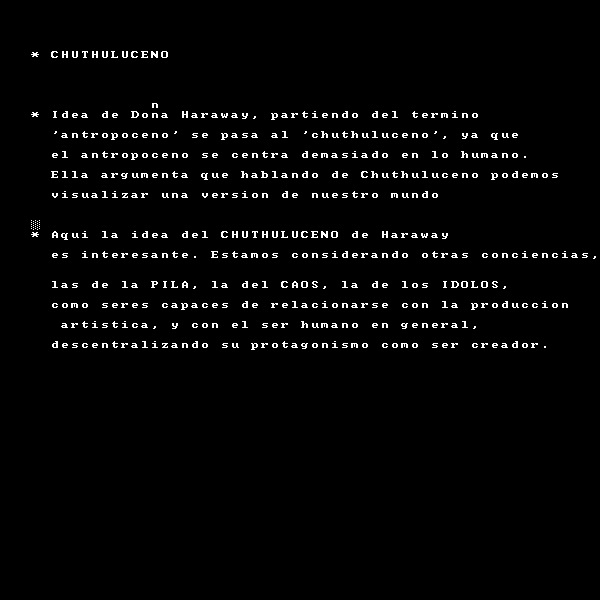 * CHUTHULUCENO
n
* Idea de Dona Haraway, partiendo del termino
'antropoceno' se pasa al 'chuthuluceno', ya que
el antropoceno se centra demasiado en lo humano.
Ella argumenta que hablando de Chuthuluceno podemos
visualizar una version de nuestro mundo
* Aqui la idea del CHUTHULUCENO de Haraway
es interesante. Estamos considerando otras conciencias,
las de la PILA, la del CAOS, la de los IDOLOS,
como seres capaces de relacionarse con la produccion
artistica, y con el ser humano en general,
descentralizando su protagonismo como ser creador.